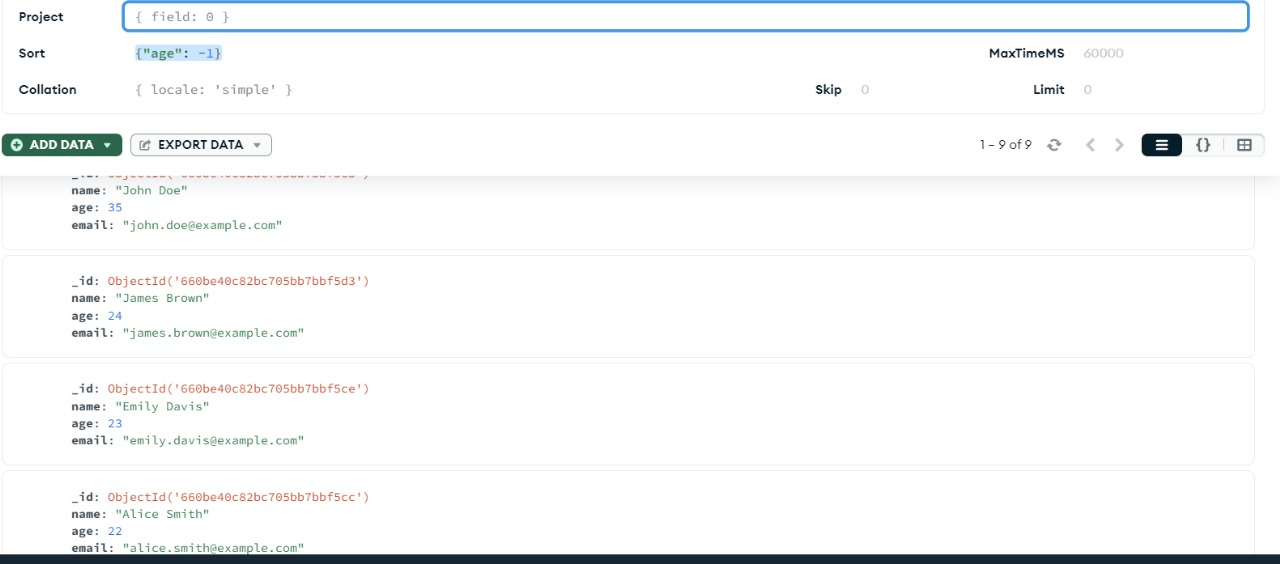 Project { field: 0 }
Sort {"age": -1} MaxTimeMS 60000
Collation { locale: 'simple' } Skip 0 Limit 0
ADD DATA EXPORT DATA 1 – 9 of 9 {}
name: "John Doe"
age: 35
email: "john.doe@example.com"
_id: ObjectId('660be40c82bc705bb7bbf5d3')
name: "James Brown"
age: 24
email: "james.brown@example.com"
_id: ObjectId('660be40c82bc705bb7bbf5ce')
name: "Emily Davis"
age: 23
email: "emily.davis@example.com"
_id: ObjectId('660be40c82bc705bb7bbf5cc')
name: "Alice Smith"
age: 22
email: "alice.smith@example.com"